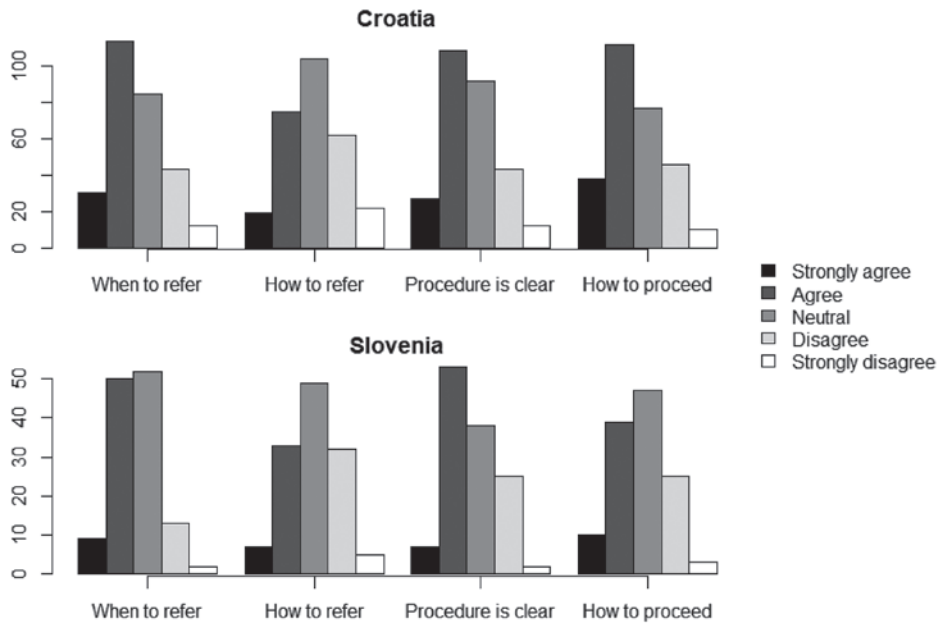 Croatia
100
60
20
0
When to refer
How to refer
Procedure is clear
How to proceed
Strongly agree
Agree
Neutral
Disagree
Strongly disagree
Slovenia
50
40
30
20
10
0
When to refer
How to refer
Procedure is clear
How to proceed